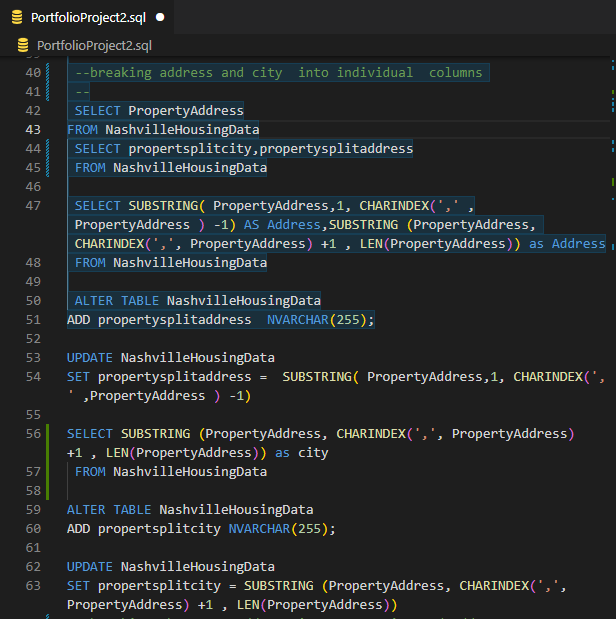 PortfolioProject2.sql
PortfolioProject2.sql
40 --breaking address and city  into individual  columns
41 --
42 SELECT PropertyAddress
43 FROM NashvilleHousingData
44 SELECT propertsplitcity,propertysplitaddress
45 FROM NashvilleHousingData
46
47 SELECT SUBSTRING( PropertyAddress,1, CHARINDEX(',' ,
PropertyAddress ) -1) AS Address,SUBSTRING (PropertyAddress,
CHARINDEX(',', PropertyAddress) +1 , LEN(PropertyAddress)) as Address
48 FROM NashvilleHousingData
49
50 ALTER TABLE NashvilleHousingData
51 ADD propertysplitaddress  NVARCHAR(255);
52
53 UPDATE NashvilleHousingData
54 SET propertysplitaddress =  SUBSTRING( PropertyAddress,1, CHARINDEX(',
' ,PropertyAddress ) -1)
55
56 SELECT SUBSTRING (PropertyAddress, CHARINDEX(',', PropertyAddress)
+1 , LEN(PropertyAddress)) as city
57 FROM NashvilleHousingData
58
59 ALTER TABLE NashvilleHousingData
60 ADD propertsplitcity NVARCHAR(255);
61
62 UPDATE NashvilleHousingData
63 SET propertsplitcity = SUBSTRING (PropertyAddress, CHARINDEX(',',
PropertyAddress) +1 , LEN(PropertyAddress))